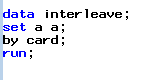 data interleave;
set a a;
by card;
run;